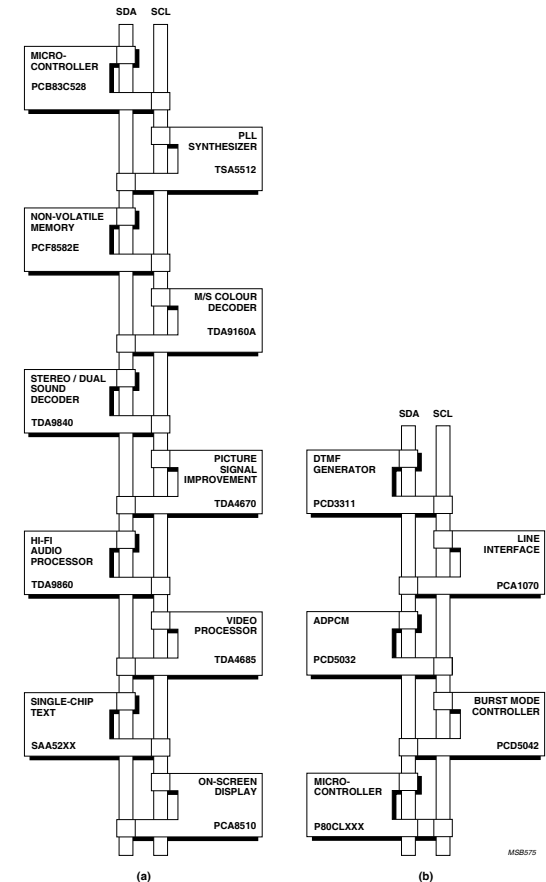 SDA SCL
MICRO-
CONTROLLER
PCB83C528
PLL
SYNTHESIZER
TSA5512
NON-VOLATILE
MEMORY
PCF8582E
M/S COLOUR
DECODER
TDA9160A
STEREO / DUAL
SOUND
DECODER
TDA9840
PICTURE
SIGNAL
IMPROVEMENT
TDA4670
HI-FI
AUDIO
PROCESSOR
TDA9860
VIDEO
PROCESSOR
TDA4685
SINGLE-CHIP
TEXT
SAA52XX
ON-SCREEN
DISPLAY
PCA8510
(a)
SDA SCL
DTMF
GENERATOR
PCD3311
LINE
INTERFACE
PCA1070
ADPCM
PCD5032
BURST MODE
CONTROLLER
PCD5042
MICRO-
CONTROLLER
P80CLXXX
MSB575
(b)